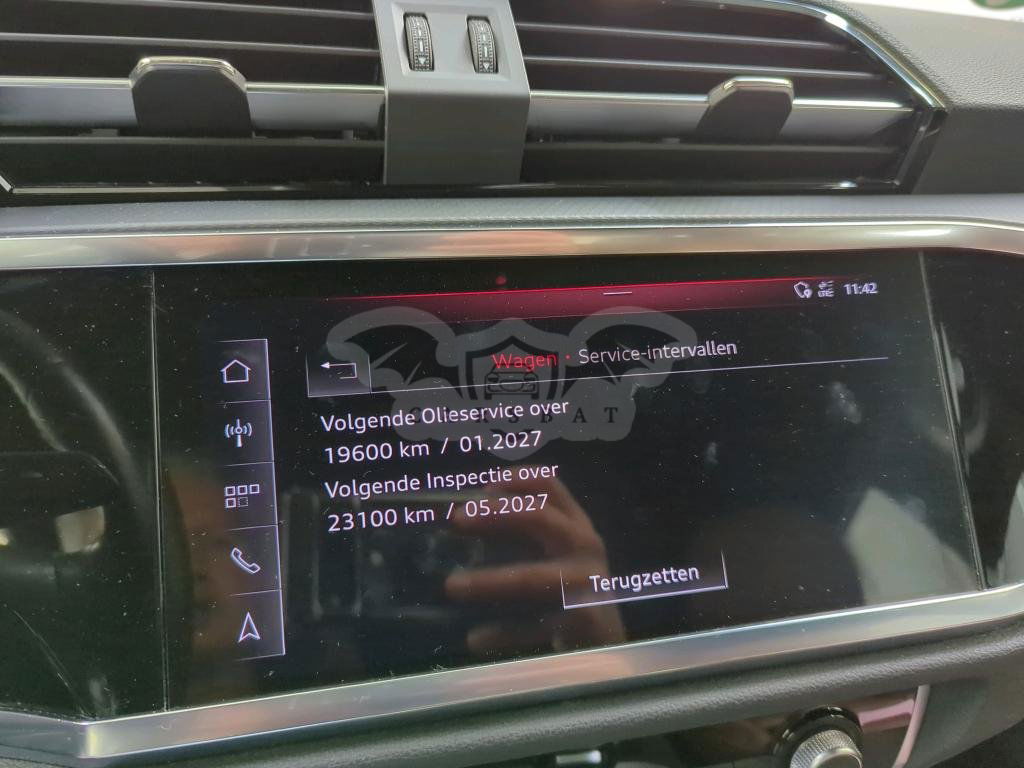 LTE 11:42
Wagen · Service-intervallen
Volgende Olieservice over
19600 km / 01.2027
Volgende Inspectie over
23100 km / 05.2027
Terugzetten